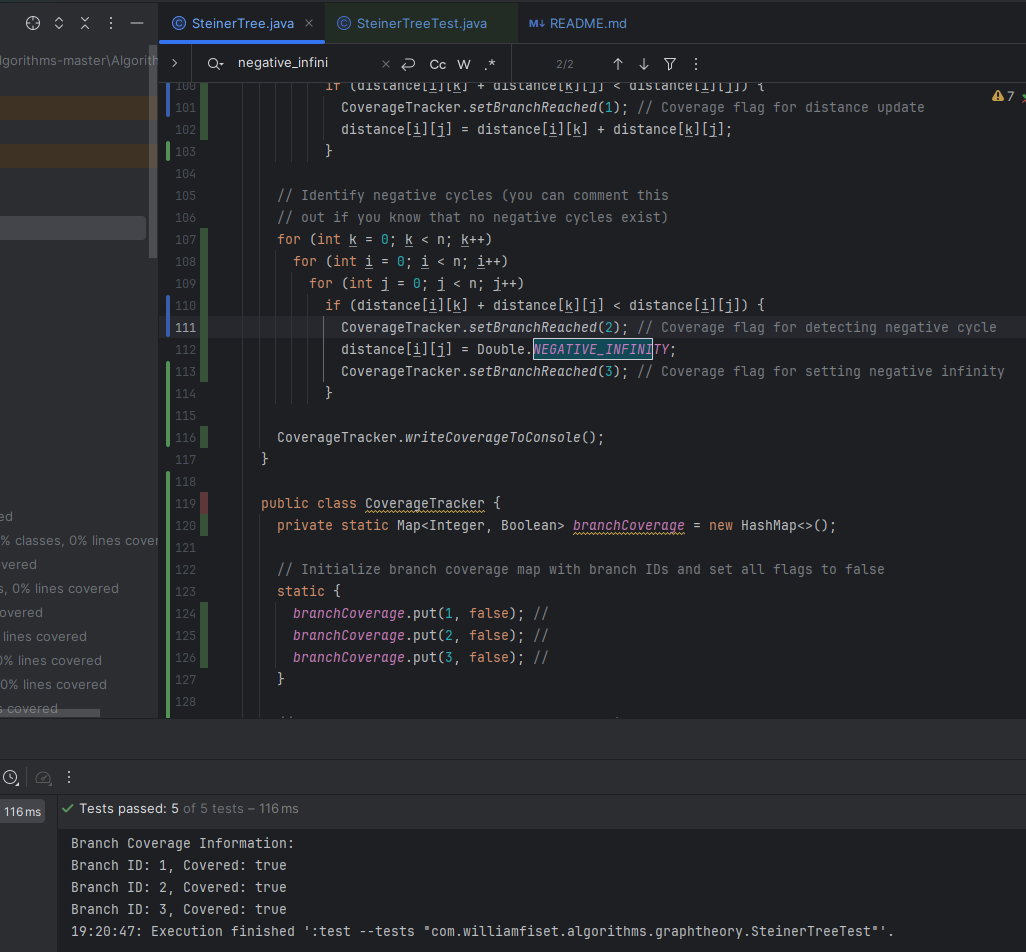 SteinerTree.java
SteinerTreeTest.java
README.md
lgorithms-master\Algorith
negative_infini
Cc W .*
2/2
7
100 if (distance[i][k] + distance[k][j] < distance[i][j]) {
101 CoverageTracker.setBranchReached(1); // Coverage flag for distance update
102 distance[i][j] = distance[i][k] + distance[k][j];
103 }
104
105 // Identify negative cycles (you can comment this
106 // out if you know that no negative cycles exist)
107 for (int k = 0; k < n; k++)
108 for (int i = 0; i < n; i++)
109 for (int j = 0; j < n; j++)
110 if (distance[i][k] + distance[k][j] < distance[i][j]) {
111 CoverageTracker.setBranchReached(2); // Coverage flag for detecting negative cycle
112 distance[i][j] = Double.NEGATIVE_INFINITY;
113 CoverageTracker.setBranchReached(3); // Coverage flag for setting negative infinity
114 }
115
116 CoverageTracker.writeCoverageToConsole();
117 }
118
119 public class CoverageTracker {
120 private static Map<Integer, Boolean> branchCoverage = new HashMap<>();
121
122 // Initialize branch coverage map with branch IDs and set all flags to false
123 static {
124 branchCoverage.put(1, false); //
125 branchCoverage.put(2, false); //
126 branchCoverage.put(3, false); //
127 }
128
ed
% classes, 0% lines cover
vered
s, 0% lines covered
overed
lines covered
0% lines covered
0% lines covered
s covered
116 ms
Tests passed: 5 of 5 tests – 116 ms
Branch Coverage Information:
Branch ID: 1, Covered: true
Branch ID: 2, Covered: true
Branch ID: 3, Covered: true
19:20:47: Execution finished ':test --tests "com.williamfiset.algorithms.graphtheory.SteinerTreeTest"'.